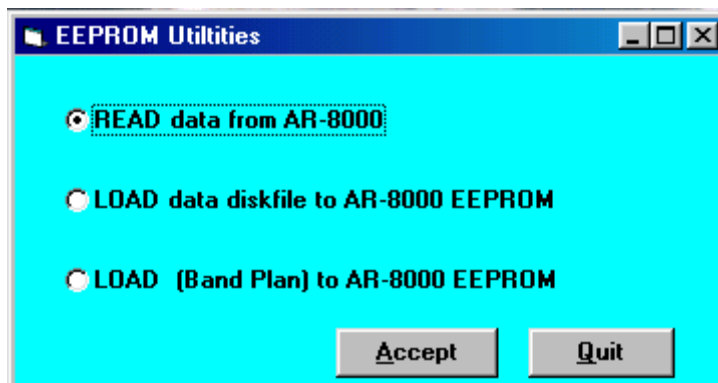 EEPROM Utiltities
READ data from AR-8000
LOAD data diskfile to AR-8000 EEPROM
LOAD (Band Plan) to AR-8000 EEPROM
Accept Quit